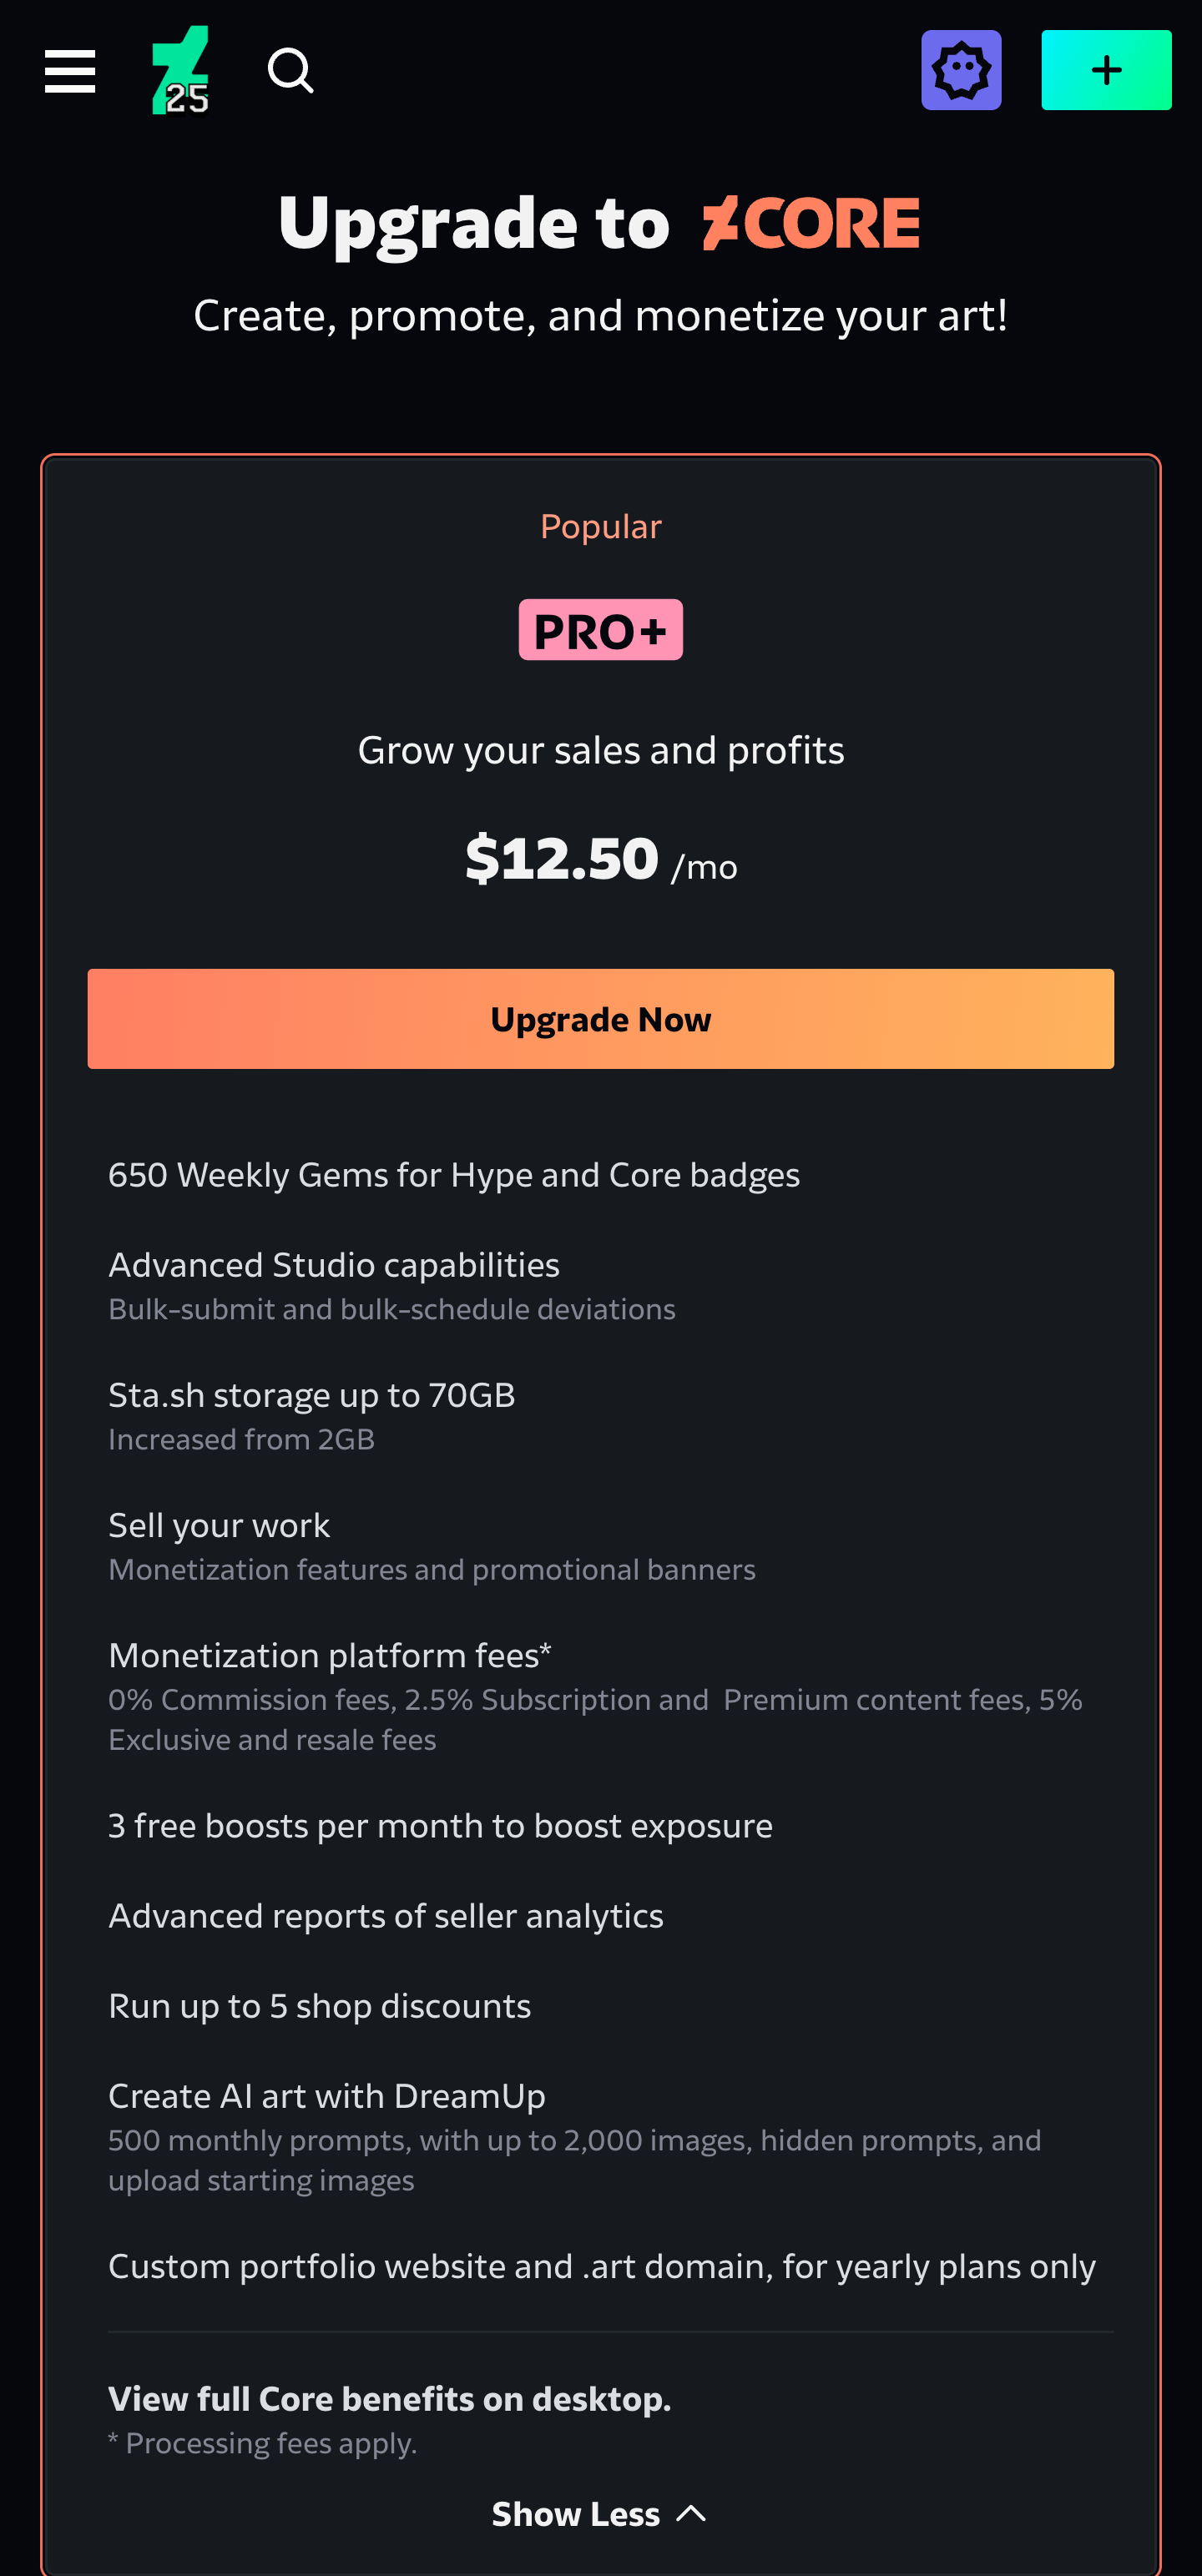 25
Upgrade to CORE
Create, promote, and monetize your art!
Popular
PRO+
Grow your sales and profits
$12.50 /mo
Upgrade Now
650 Weekly Gems for Hype and Core badges
Advanced Studio capabilities
Bulk-submit and bulk-schedule deviations
Sta.sh storage up to 70GB
Increased from 2GB
Sell your work
Monetization features and promotional banners
Monetization platform fees*
0% Commission fees, 2.5% Subscription and  Premium content fees, 5%
Exclusive and resale fees
3 free boosts per month to boost exposure
Advanced reports of seller analytics
Run up to 5 shop discounts
Create AI art with DreamUp
500 monthly prompts, with up to 2,000 images, hidden prompts, and
upload starting images
Custom portfolio website and .art domain, for yearly plans only
View full Core benefits on desktop.
* Processing fees apply.
Show Less